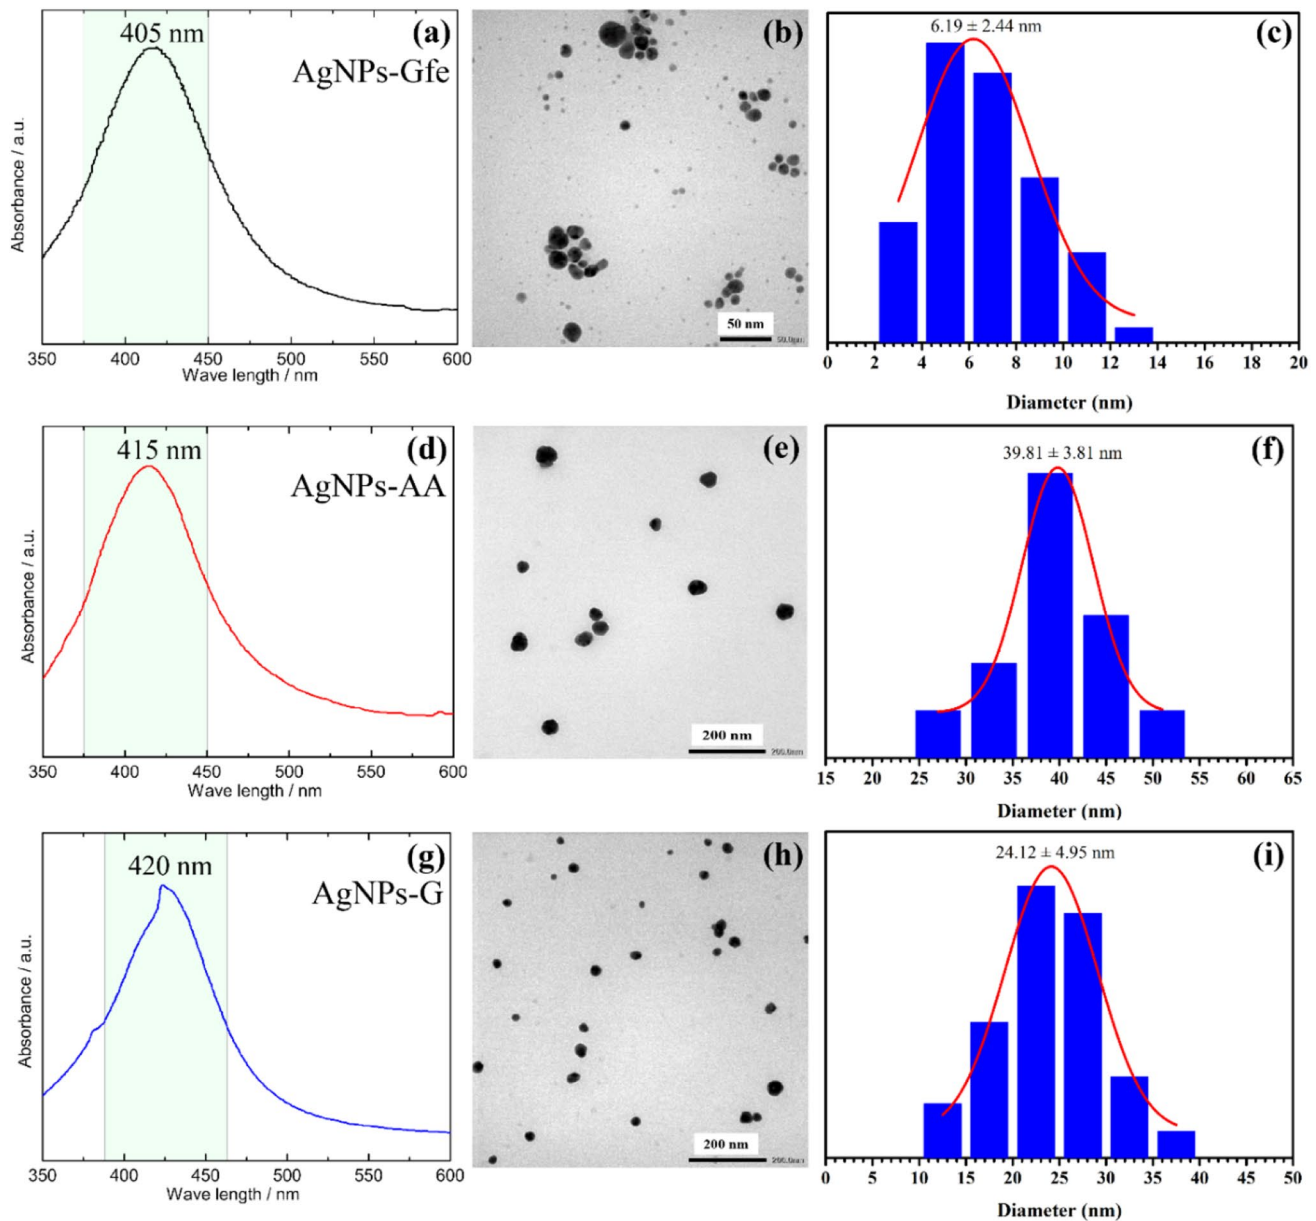 405 nm
(a)
AgNPs-Gfe
Absorbance / a.u.
350 400 450 500 550 600
Wave length / nm
(b)
50 nm
(c)
6.19 ± 2.44 nm
0 2 4 6 8 10 12 14 16 18 20
Diameter (nm)
415 nm
(d)
AgNPs-AA
Absorbance / a.u.
350 400 450 500 550 600
Wave length / nm
(e)
200 nm
200.0nm
(f)
39.81 ± 3.81 nm
15 20 25 30 35 40 45 50 55 60 65
Diameter (nm)
420 nm
(g)
AgNPs-G
Absorbance / a.u.
350 400 450 500 550 600
Wave length / nm
(h)
200 nm
200.0nm
(i)
24.12 ± 4.95 nm
0 5 10 15 20 25 30 35 40 45 50
Diameter (nm)